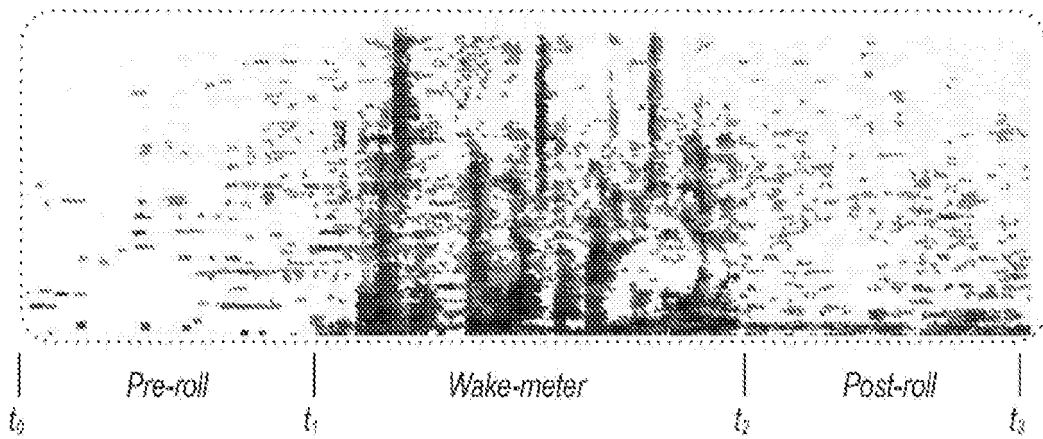 Pre-roll Wake-meter Post-roll
t₀ t₁ t₂ t₃